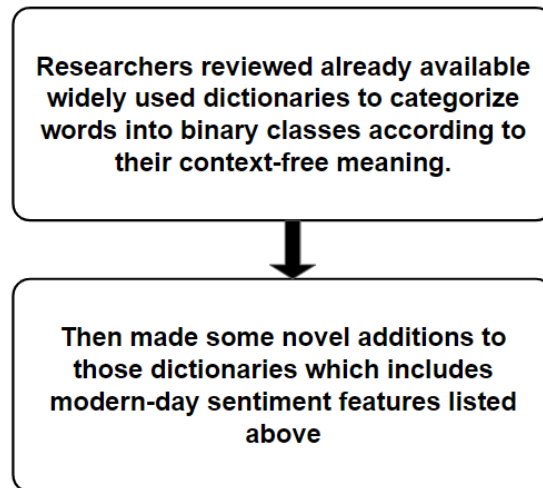 Researchers reviewed already available
widely used dictionaries to categorize
words into binary classes according to
their context-free meaning.
Then made some novel additions to
those dictionaries which includes
modern-day sentiment features listed
above